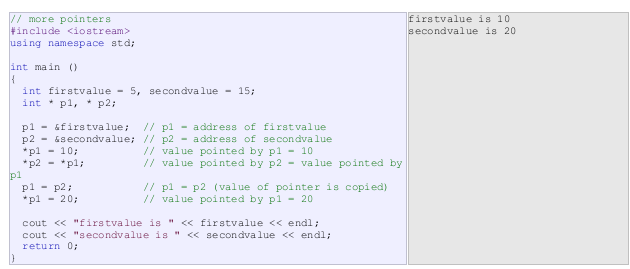 // more pointers
#include <iostream>
using namespace std;

int main ()
{
  int firstvalue = 5, secondvalue = 15;
  int * p1, * p2;

  p1 = &firstvalue;  // p1 = address of firstvalue
  p2 = &secondvalue; // p2 = address of secondvalue
  *p1 = 10;          // value pointed by p1 = 10
  *p2 = *p1;         // value pointed by p2 = value pointed by
p1
  p1 = p2;           // p1 = p2 (value of pointer is copied)
  *p1 = 20;          // value pointed by p1 = 20

  cout << "firstvalue is " << firstvalue << endl;
  cout << "secondvalue is " << secondvalue << endl;
  return 0;
}
firstvalue is 10
secondvalue is 20